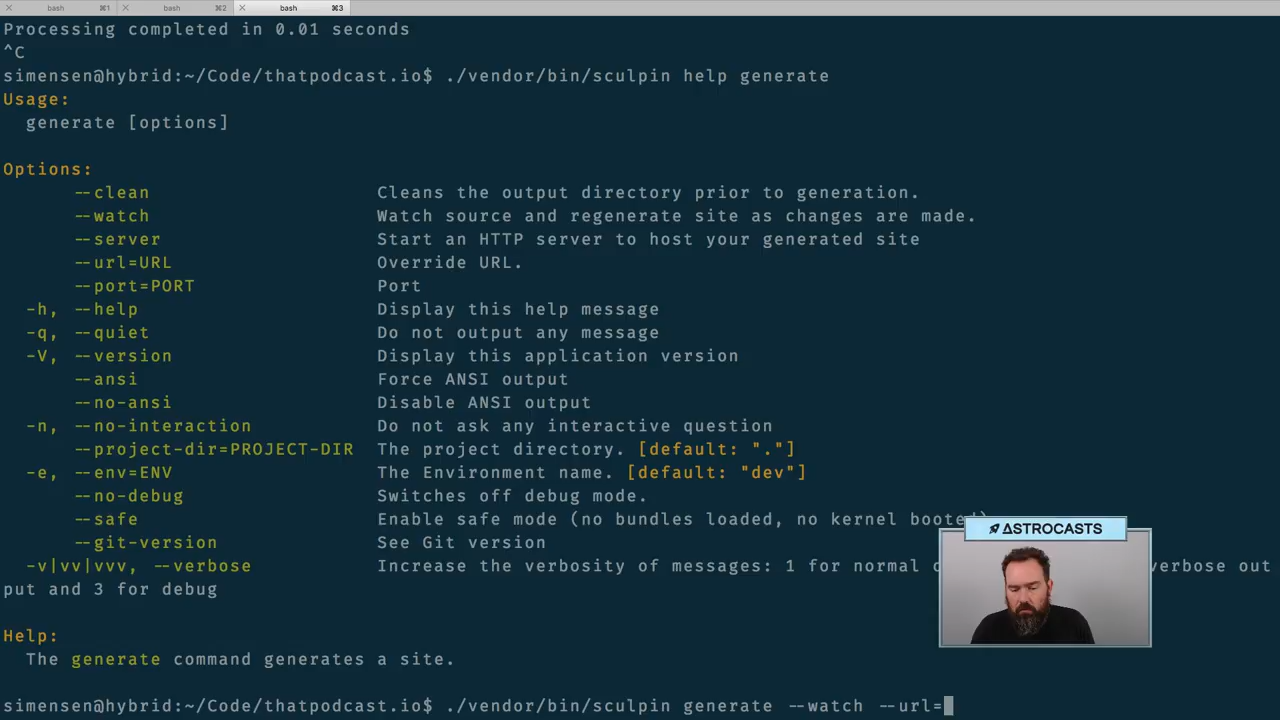 bash ⌘1 bash ⌘2 bash ⌘3
Processing completed in 0.01 seconds
^C
simensen@hybrid:~/Code/thatpodcast.io$ ./vendor/bin/sculpin help generate
Usage:
generate [options]
Options:
--clean Cleans the output directory prior to generation.
--watch Watch source and regenerate site as changes are made.
--server Start an HTTP server to host your generated site
--url=URL Override URL.
--port=PORT Port
-h, --help Display this help message
-q, --quiet Do not output any message
-V, --version Display this application version
--ansi Force ANSI output
--no-ansi Disable ANSI output
-n, --no-interaction Do not ask any interactive question
--project-dir=PROJECT-DIR The project directory. [default: "."]
-e, --env=ENV The Environment name. [default: "dev"]
--no-debug Switches off debug mode.
--safe Enable safe mode (no bundles loaded, no kernel booted)
ASTROCASTS
--git-version See Git version
-v|vv|vvv, --verbose Increase the verbosity of messages: 1 for normal verbose out
put and 3 for debug
Help:
The generate command generates a site.
simensen@hybrid:~/Code/thatpodcast.io$ ./vendor/bin/sculpin generate --watch --url=